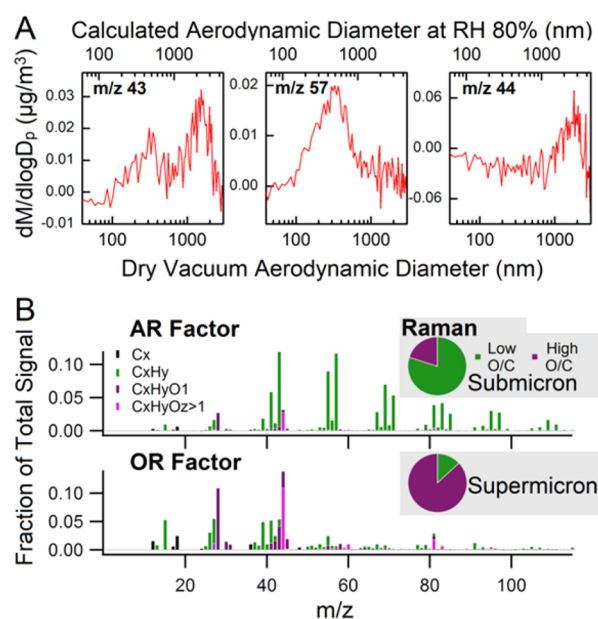 A
Calculated Aerodynamic Diameter at RH 80% (nm)
100 1000 100 1000 100 1000
dM/dlogDp (µg/m³)
m/z 43
0.03
0.02
0.01
0.00
-0.01
100 1000
m/z 57
0.02
0.01
0.00
100 1000
m/z 44
0.06
-0.06
100 1000
Dry Vacuum Aerodynamic Diameter (nm)
B
Fraction of Total Signal
AR Factor
Cx
CxHy
CxHyO1
CxHyOz>1
0.10
0.05
0.00
Raman
Low O/C
High O/C
Submicron
OR Factor
0.10
0.05
0.00
Supermicron
20 40 60 80 100
m/z